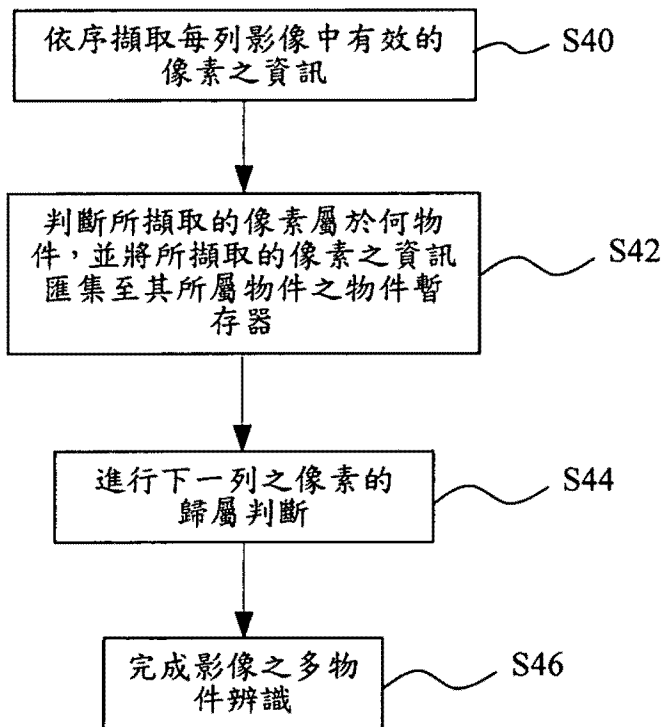 依序擷取每列影像中有效的
像素之資訊
S40
判斷所擷取的像素屬於何物
件，並將所擷取的像素之資訊
匯集至其所屬物件之物件暫
存器
S42
進行下一列之像素的
歸屬判斷
S44
完成影像之多物
件辨識
S46